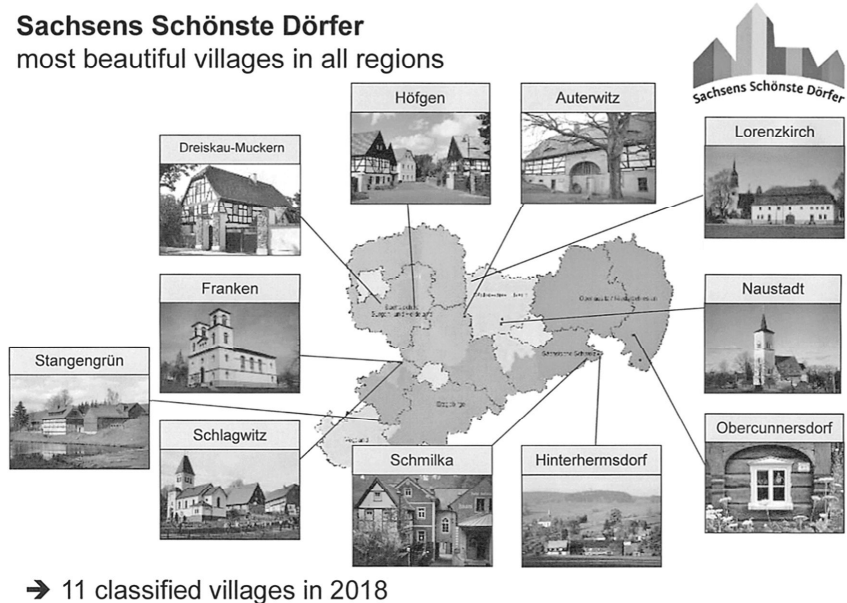 Sachsens Schönste Dörfer
most beautiful villages in all regions
Sachsens Schönste Dörfer
Höfgen
Auterwitz
Lorenzkirch
Dreiskau-Muckern
Franken
Naustadt
Stangengrün
Schlagwitz
Schmilka
Hinterhermsdorf
Obercunnersdorf
➔ 11 classified villages in 2018